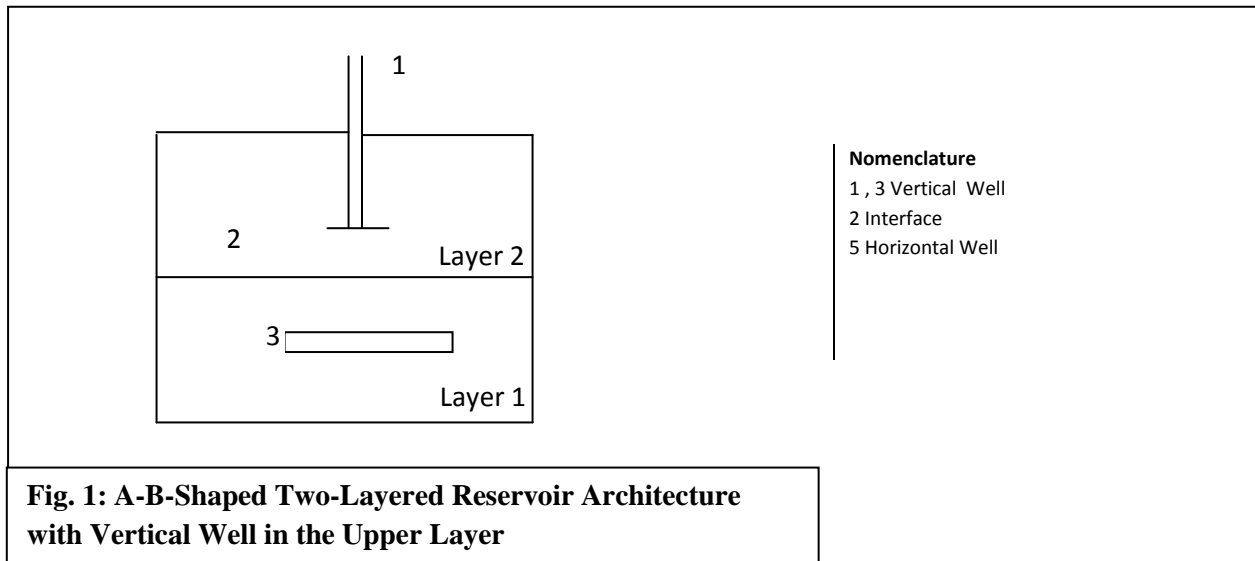 1
2
Layer 2
3
Layer 1
Nomenclature
1 , 3 Vertical Well
2 Interface
5 Horizontal Well
Fig. 1: A-B-Shaped Two-Layered Reservoir Architecture
with Vertical Well in the Upper Layer